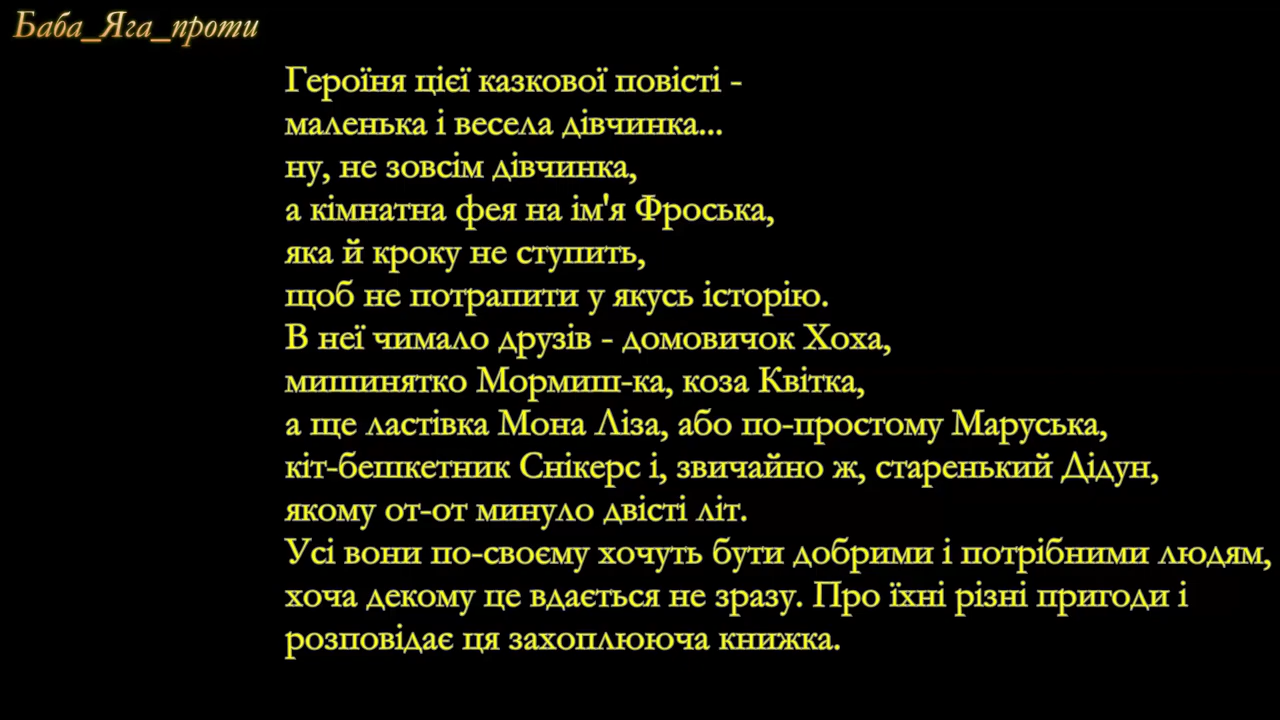 Баба_Яга_проти
Героїня цієї казкової повісті -
маленька і весела дівчинка...
ну, не зовсім дівчинка,
а кімнатна фея на ім'я Фроська,
яка й кроку не ступить,
щоб не потрапити у якусь історію.
В неї чимало друзів - домовичок Хоха,
мишинятко Мормиш-ка, коза Квітка,
а ще ластівка Мона Ліза, або по-простому Маруська,
кіт-бешкетник Снікерс і, звичайно ж, старенький Дідун,
якому от-от минуло двісті літ.
Усі вони по-своєму хочуть бути добрими і потрібними людям,
хоча декому це вдається не зразу. Про їхні різні пригоди і
розповідає ця захоплююча книжка.